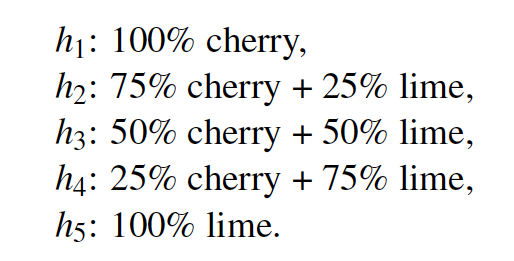 h₁: 100% cherry,
h₂: 75% cherry + 25% lime,
h₃: 50% cherry + 50% lime,
h₄: 25% cherry + 75% lime,
h₅: 100% lime.